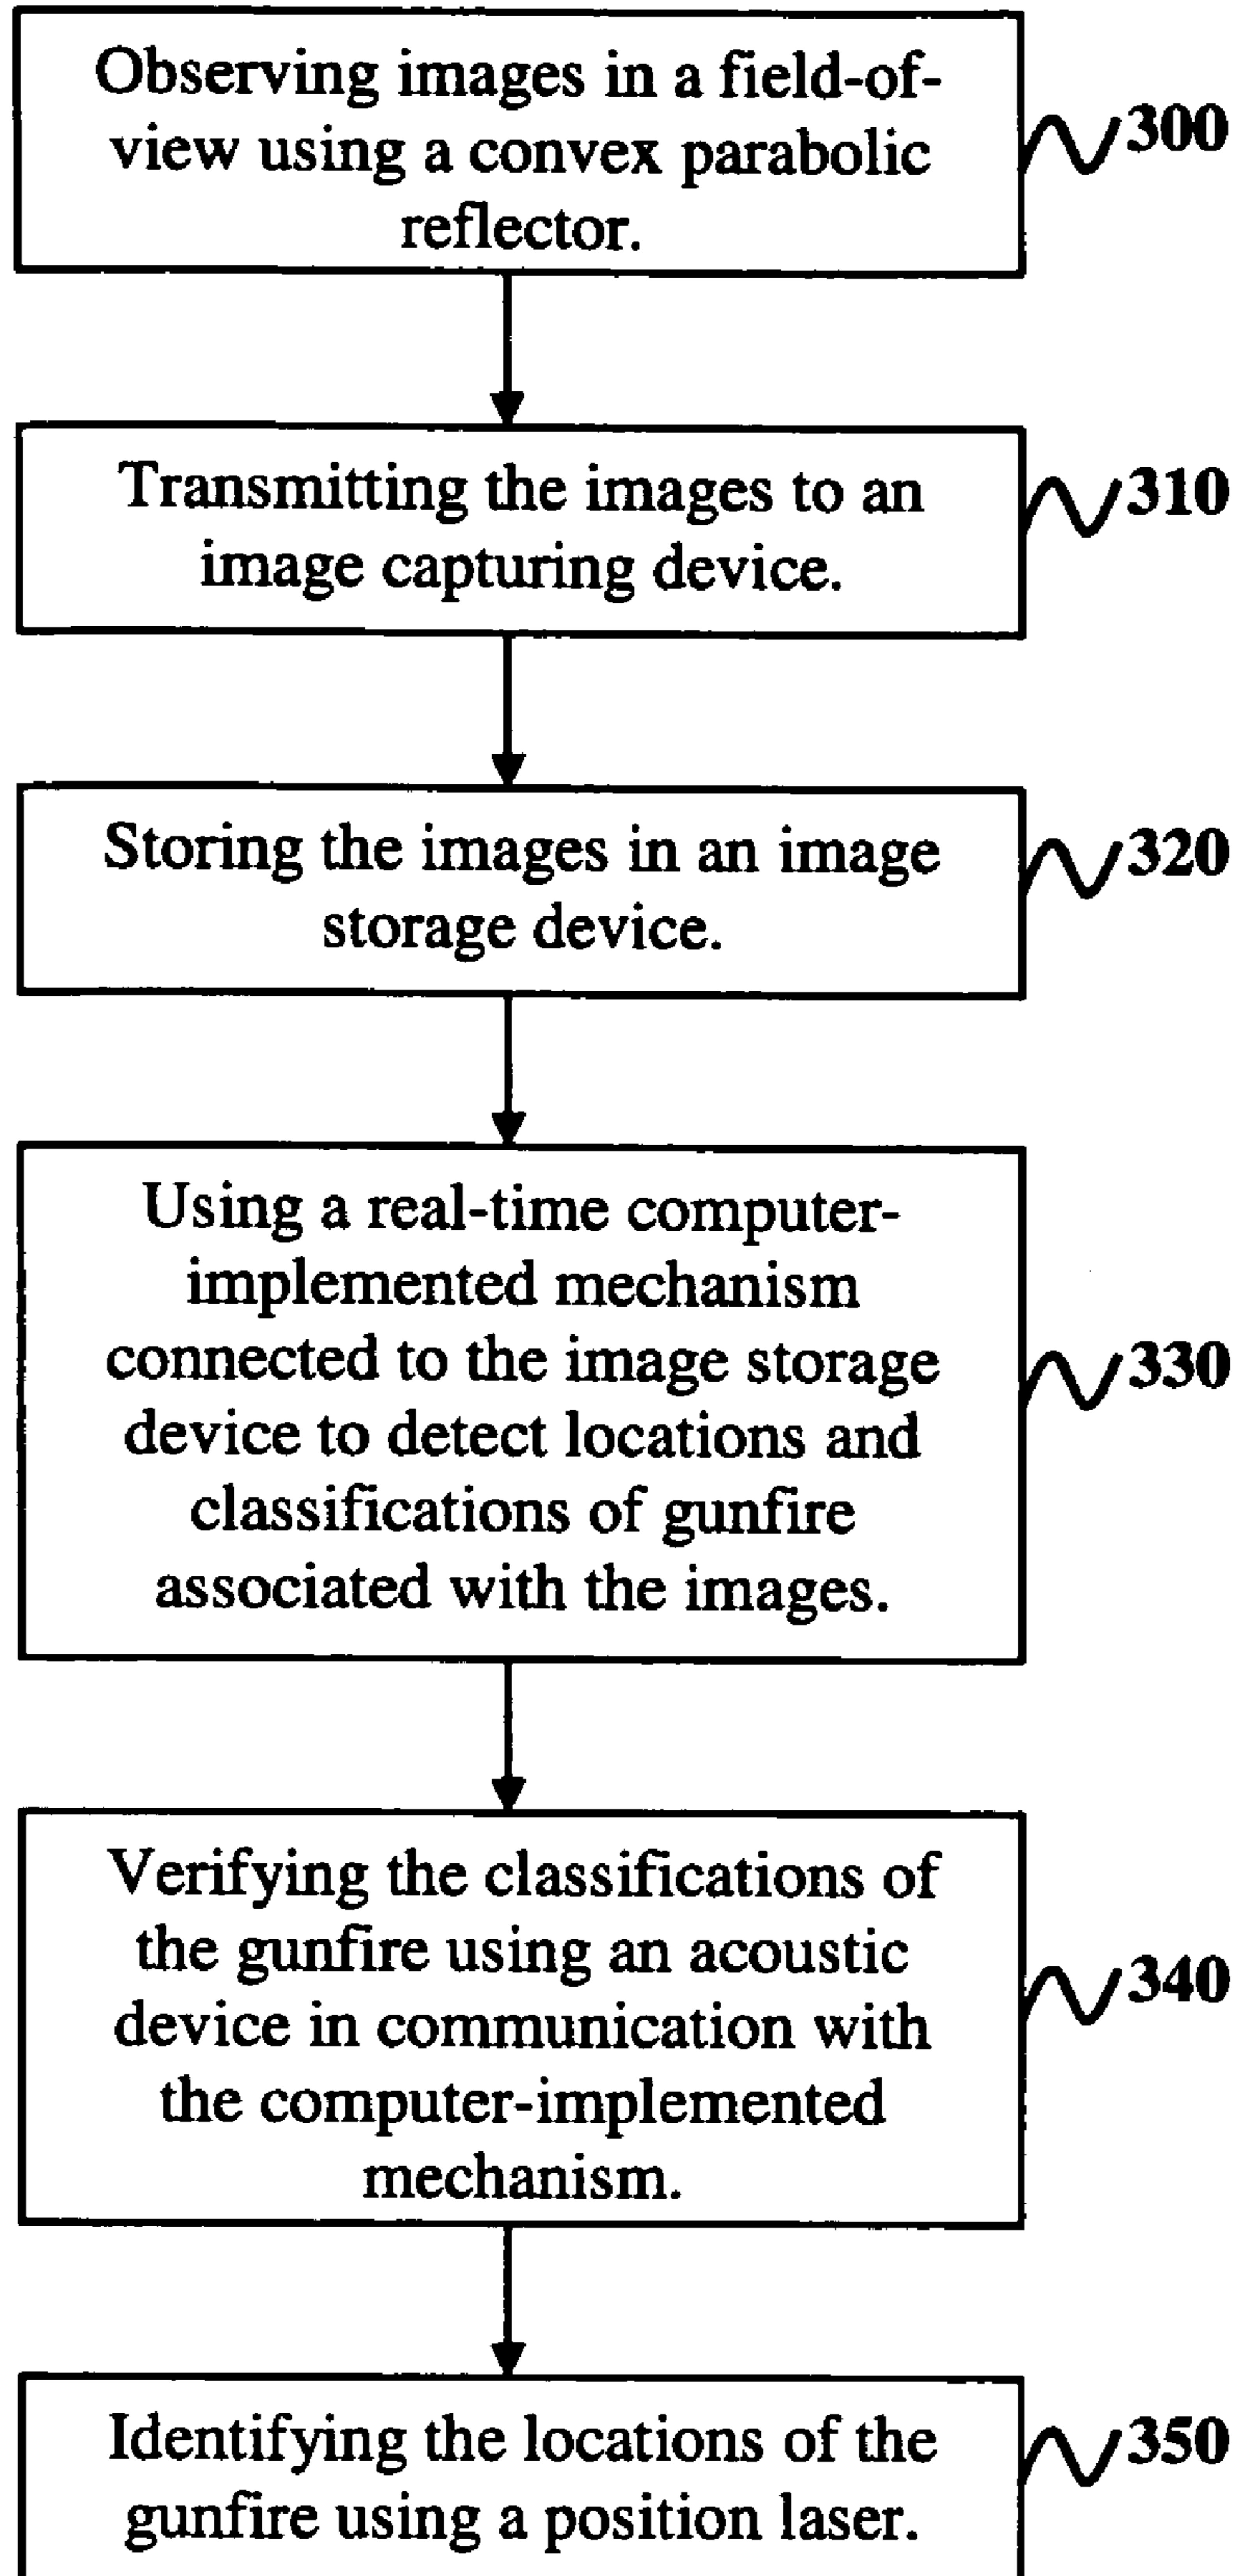 Observing images in a field-of-
view using a convex parabolic
reflector.
300
Transmitting the images to an
image capturing device.
310
Storing the images in an image
storage device.
320
Using a real-time computer-
implemented mechanism
connected to the image storage
device to detect locations and
classifications of gunfire
associated with the images.
330
Verifying the classifications of
the gunfire using an acoustic
device in communication with
the computer-implemented
mechanism.
340
Identifying the locations of the
gunfire using a position laser.
350